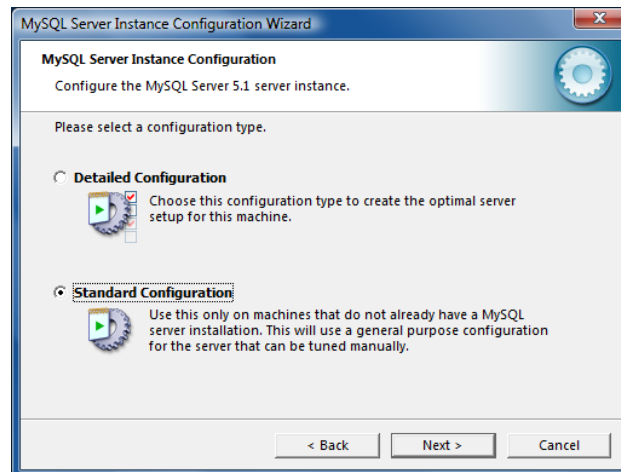 MySQL Server Instance Configuration Wizard
MySQL Server Instance Configuration
Configure the MySQL Server 5.1 server instance.
Please select a configuration type.
Detailed Configuration
Choose this configuration type to create the optimal server
setup for this machine.
Standard Configuration
Use this only on machines that do not already have a MySQL
server installation. This will use a general purpose configuration
for the server that can be tuned manually.
< Back Next > Cancel